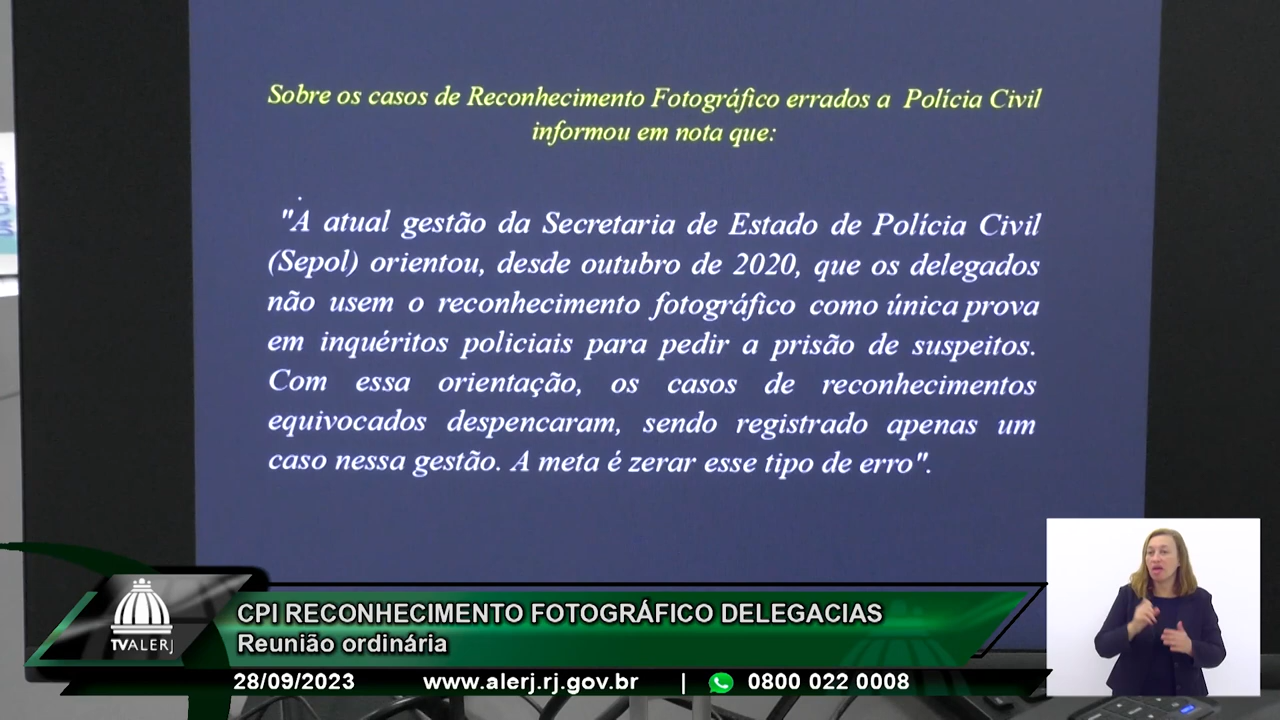 Sobre os casos de Reconhecimento Fotográfico errados a Polícia Civil
informou em nota que:
"A atual gestão da Secretaria de Estado de Polícia Civil
(Sepol) orientou, desde outubro de 2020, que os delegados
não usem o reconhecimento fotográfico como única prova
em inquéritos policiais para pedir a prisão de suspeitos.
Com essa orientação, os casos de reconhecimentos
equivocados despencaram, sendo registrado apenas um
caso nessa gestão. A meta é zerar esse tipo de erro".
CPI RECONHECIMENTO FOTOGRÁFICO DELEGACIAS
Reunião ordinária
TVALERJ
28/09/2023 www.alerj.rj.gov.br | 0800 022 0008